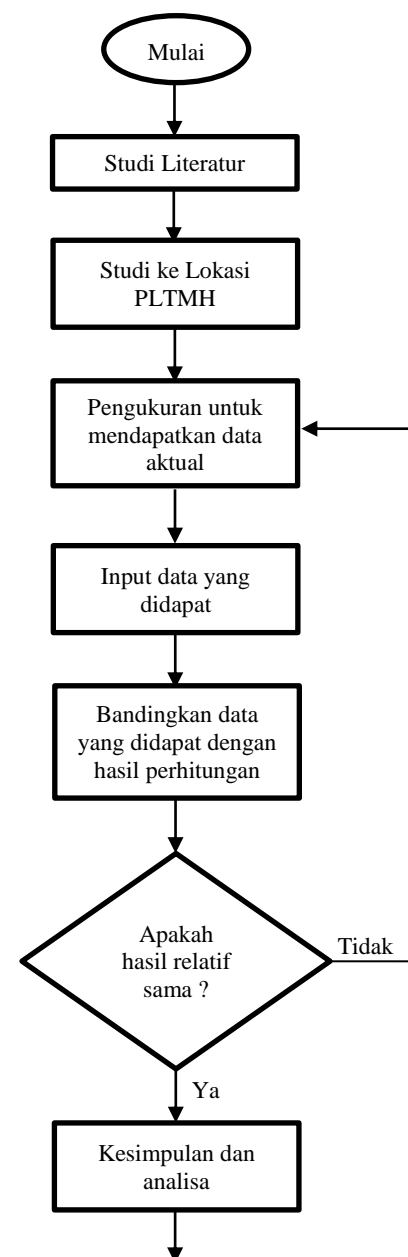 Mulai
Studi Literatur
Studi ke Lokasi
PLTMH
Pengukuran untuk
mendapatkan data
aktual
Input data yang
didapat
Bandingkan data
yang didapat dengan
hasil perhitungan
Apakah
hasil relatif
sama ?
Tidak
Ya
Kesimpulan dan
analisa